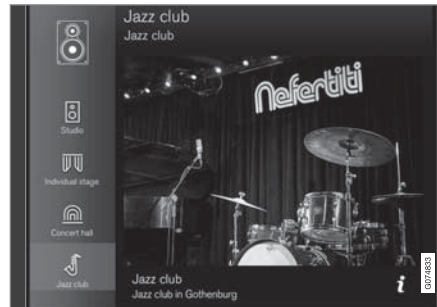 Jazz club
Jazz club
Nefertiti
Studio
Individual stage
Concert hall
Jazz club
Jazz club
Jazz club in Gothenburg
i
G074833